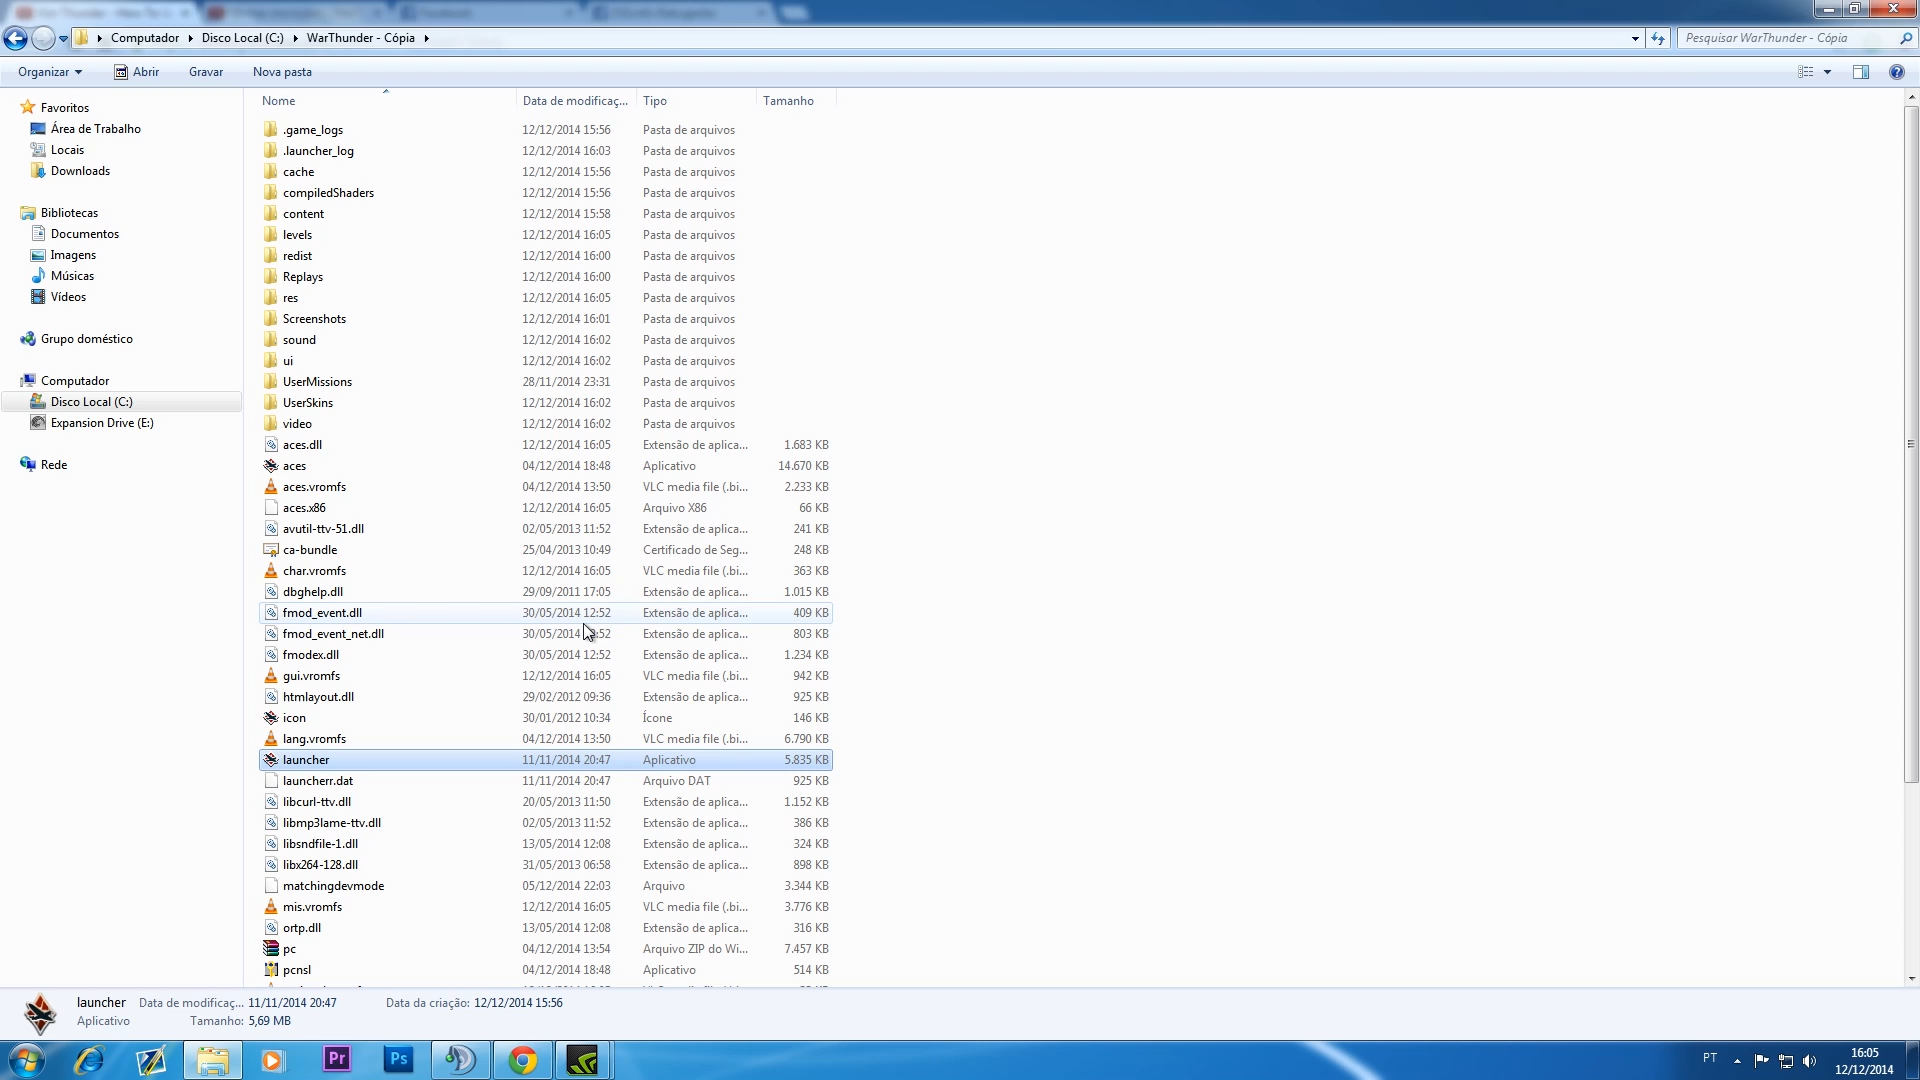 Computador Disco Local (C:) WarThunder - Cópia
Pesquisar WarThunder - Cópia
Organizar Abrir Gravar Nova pasta
Nome Data de modificaç... Tipo Tamanho
Favoritos
Área de Trabalho
Locais
Downloads
Bibliotecas
Documentos
Imagens
Músicas
Vídeos
Grupo doméstico
Computador
Disco Local (C:)
Expansion Drive (E:)
Rede
.game_logs 12/12/2014 15:56 Pasta de arquivos
.launcher_log 12/12/2014 16:03 Pasta de arquivos
cache 12/12/2014 15:56 Pasta de arquivos
compiledShaders 12/12/2014 15:56 Pasta de arquivos
content 12/12/2014 15:58 Pasta de arquivos
levels 12/12/2014 16:05 Pasta de arquivos
redist 12/12/2014 16:00 Pasta de arquivos
Replays 12/12/2014 16:00 Pasta de arquivos
res 12/12/2014 16:05 Pasta de arquivos
Screenshots 12/12/2014 16:01 Pasta de arquivos
sound 12/12/2014 16:02 Pasta de arquivos
ui 12/12/2014 16:02 Pasta de arquivos
UserMissions 28/11/2014 23:31 Pasta de arquivos
UserSkins 12/12/2014 16:02 Pasta de arquivos
video 12/12/2014 16:02 Pasta de arquivos
aces.dll 12/12/2014 16:05 Extensão de aplica... 1.683 KB
aces 04/12/2014 18:48 Aplicativo 14.670 KB
aces.vromfs 04/12/2014 13:50 VLC media file (.bi... 2.233 KB
aces.x86 12/12/2014 16:05 Arquivo X86 66 KB
avutil-ttv-51.dll 02/05/2013 11:52 Extensão de aplica... 241 KB
ca-bundle 25/04/2013 10:49 Certificado de Seg... 248 KB
char.vromfs 12/12/2014 16:05 VLC media file (.bi... 363 KB
dbghelp.dll 29/09/2011 17:05 Extensão de aplica... 1.015 KB
fmod_event.dll 30/05/2014 12:52 Extensão de aplica... 409 KB
fmod_event_net.dll 30/05/2014 :52 Extensão de aplica... 803 KB
fmodex.dll 30/05/2014 12:52 Extensão de aplica... 1.234 KB
gui.vromfs 12/12/2014 16:05 VLC media file (.bi... 942 KB
htmlayout.dll 29/02/2012 09:36 Extensão de aplica... 925 KB
icon 30/01/2012 10:34 Ícone 146 KB
lang.vromfs 04/12/2014 13:50 VLC media file (.bi... 6.790 KB
launcher 11/11/2014 20:47 Aplicativo 5.835 KB
launcherr.dat 11/11/2014 20:47 Arquivo DAT 925 KB
libcurl-ttv.dll 20/05/2013 11:50 Extensão de aplica... 1.152 KB
libmp3lame-ttv.dll 02/05/2013 11:52 Extensão de aplica... 386 KB
libsndfile-1.dll 13/05/2014 12:08 Extensão de aplica... 324 KB
libx264-128.dll 31/05/2013 06:58 Extensão de aplica... 898 KB
matchingdevmode 05/12/2014 22:03 Arquivo 3.344 KB
mis.vromfs 12/12/2014 16:05 VLC media file (.bi... 3.776 KB
ortp.dll 13/05/2014 12:08 Extensão de aplica... 316 KB
pc 04/12/2014 13:54 Arquivo ZIP do Wi... 7.457 KB
pcnsl 04/12/2014 18:48 Aplicativo 514 KB
launcher Data de modificaç... 11/11/2014 20:47 Data da criação: 12/12/2014 15:56
Aplicativo Tamanho: 5,69 MB
Pr Ps
PT 16:05
12/12/2014